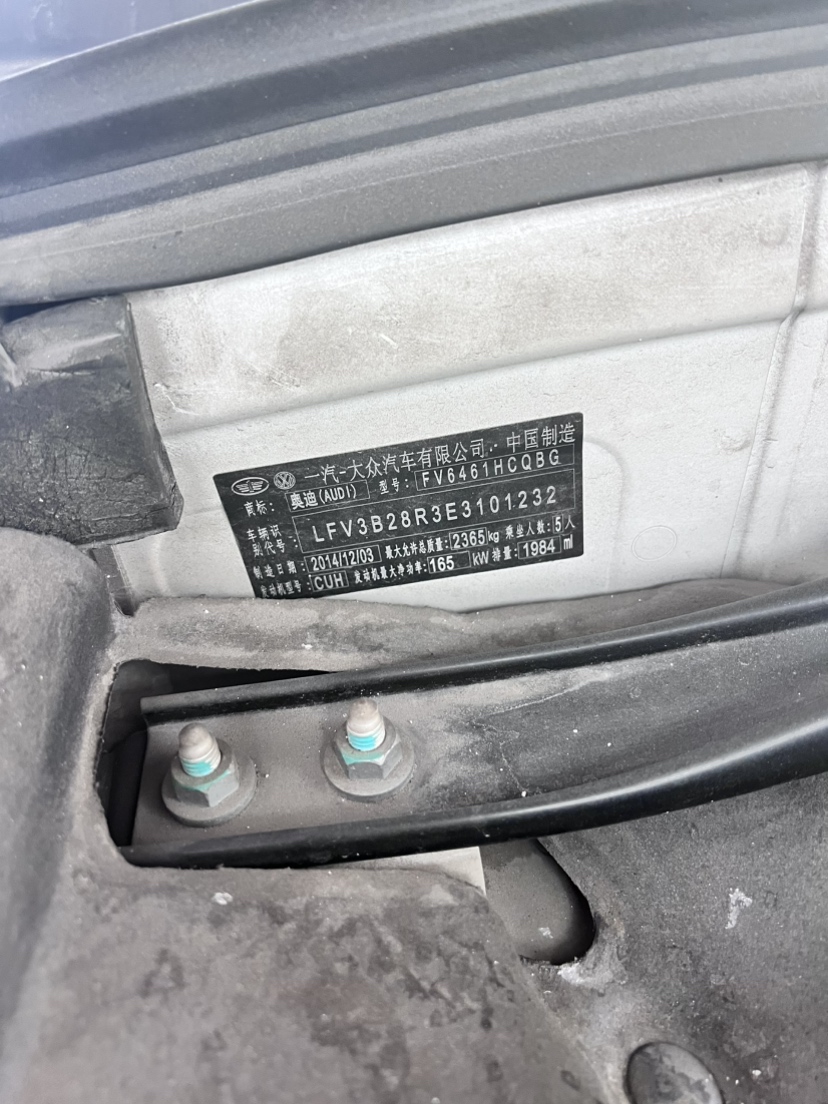 一汽-大众汽车有限公司·中国制造
商标：奥迪(AUDI) 型号：FV6461HCQBG
车辆识别代号：LFV3B28R3E3101232
制造日期：2014/12/03 最大允许总质量：2365kg 乘坐人数：5人
发动机型号：CUH 发动机最大净功率：165 kW 排量：1984 ml